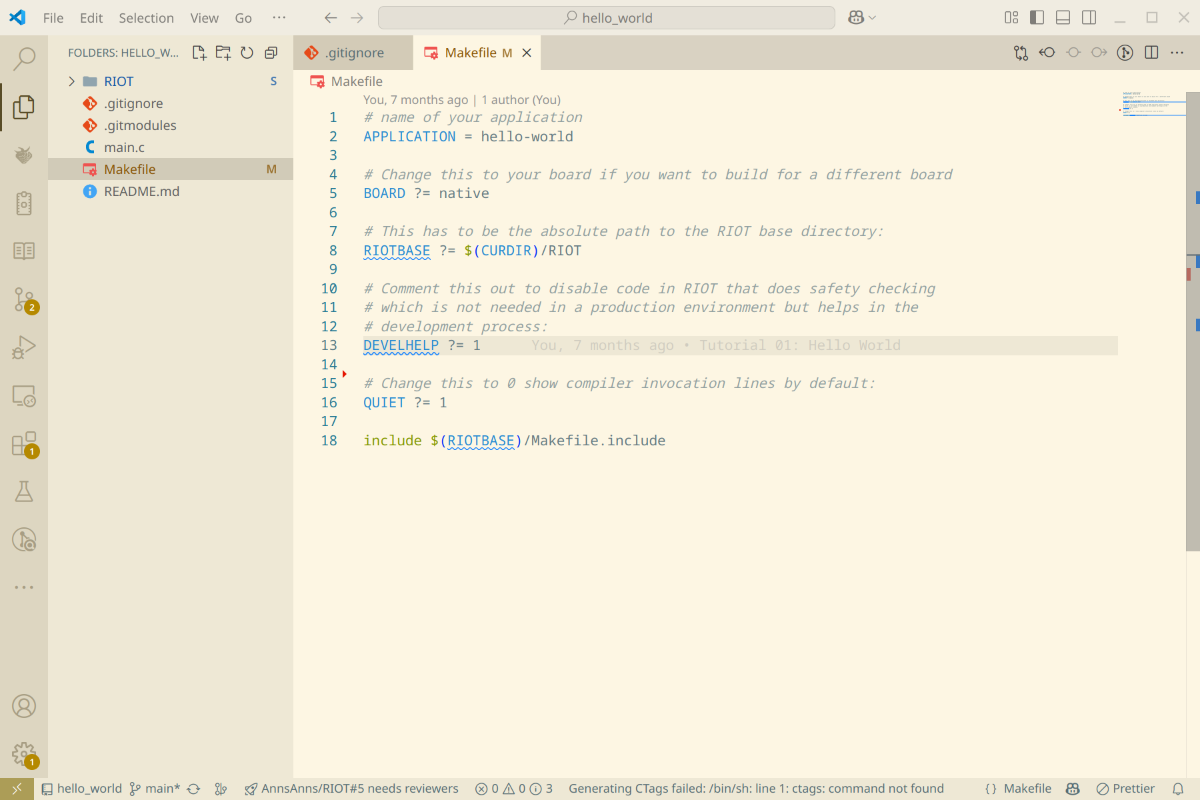 File Edit Selection View Go ··· hello_world
FOLDERS: HELLO_W...
RIOT S
.gitignore
.gitmodules
main.c
Makefile M
README.md
.gitignore Makefile M
Makefile
You, 7 months ago | 1 author (You)
1 # name of your application
2 APPLICATION = hello-world
3
4 # Change this to your board if you want to build for a different board
5 BOARD ?= native
6
7 # This has to be the absolute path to the RIOT base directory:
8 RIOTBASE ?= $(CURDIR)/RIOT
9
10 # Comment this out to disable code in RIOT that does safety checking
11 # which is not needed in a production environment but helps in the
12 # development process:
13 DEVELHELP ?= 1 You, 7 months ago • Tutorial 01: Hello World
14
15 # Change this to 0 show compiler invocation lines by default:
16 QUIET ?= 1
17
18 include $(RIOTBASE)/Makefile.include
2
1
1
hello_world main* AnnsAnns/RIOT#5 needs reviewers 0 0 3 Generating CTags failed: /bin/sh: line 1: ctags: command not found {} Makefile Prettier